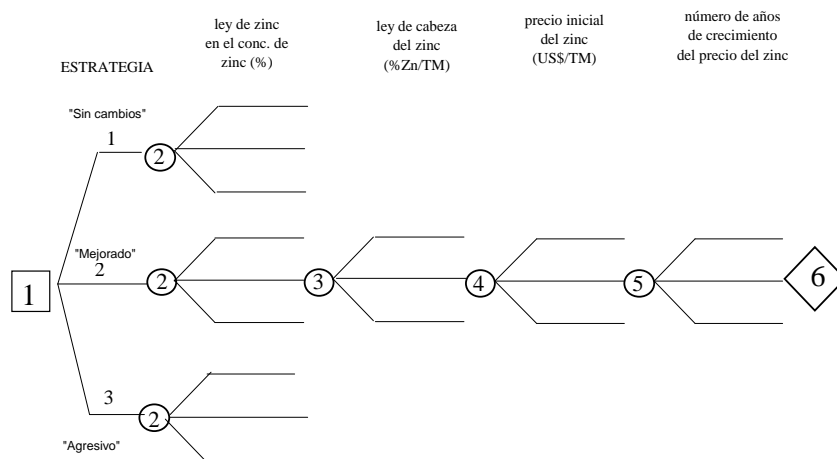 ley de zinc
en el conc. de
zinc (%)
ley de cabeza
del zinc
(%Zn/TM)
precio inicial
del zinc
(US$/TM)
número de años
de crecimiento
del precio del zinc
ESTRATEGIA
"Sin cambios"
1
2
"Mejorado"
2
1
2
3
4
5
6
3
2
"Agresivo"